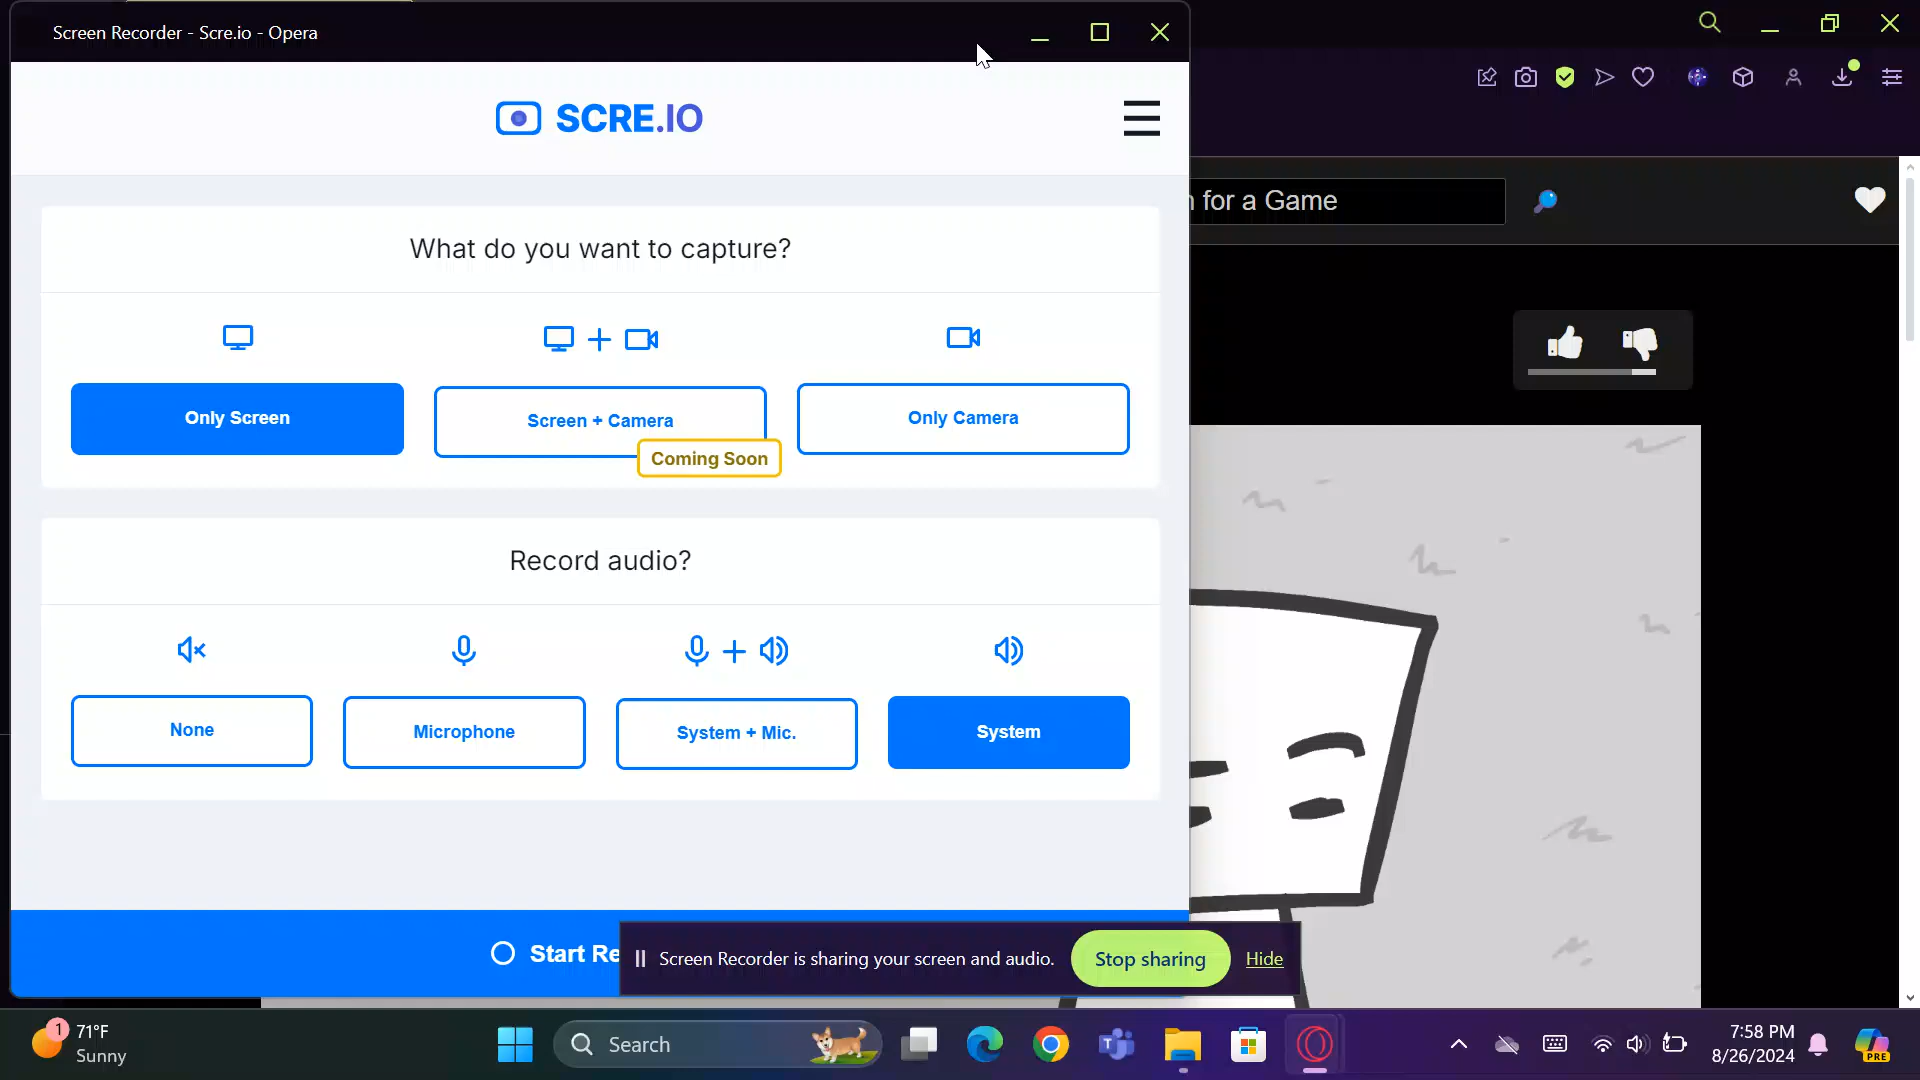 Screen Recorder - Scre.io - Opera
SCRE.IO
for a Game
What do you want to capture?
Only Screen
Screen + Camera
Only Camera
Coming Soon
Record audio?
None
Microphone
System + Mic.
System
Start Re
Screen Recorder is sharing your screen and audio.
Stop sharing
Hide
1
71°F
Sunny
Search
7:58 PM
8/26/2024
PRE